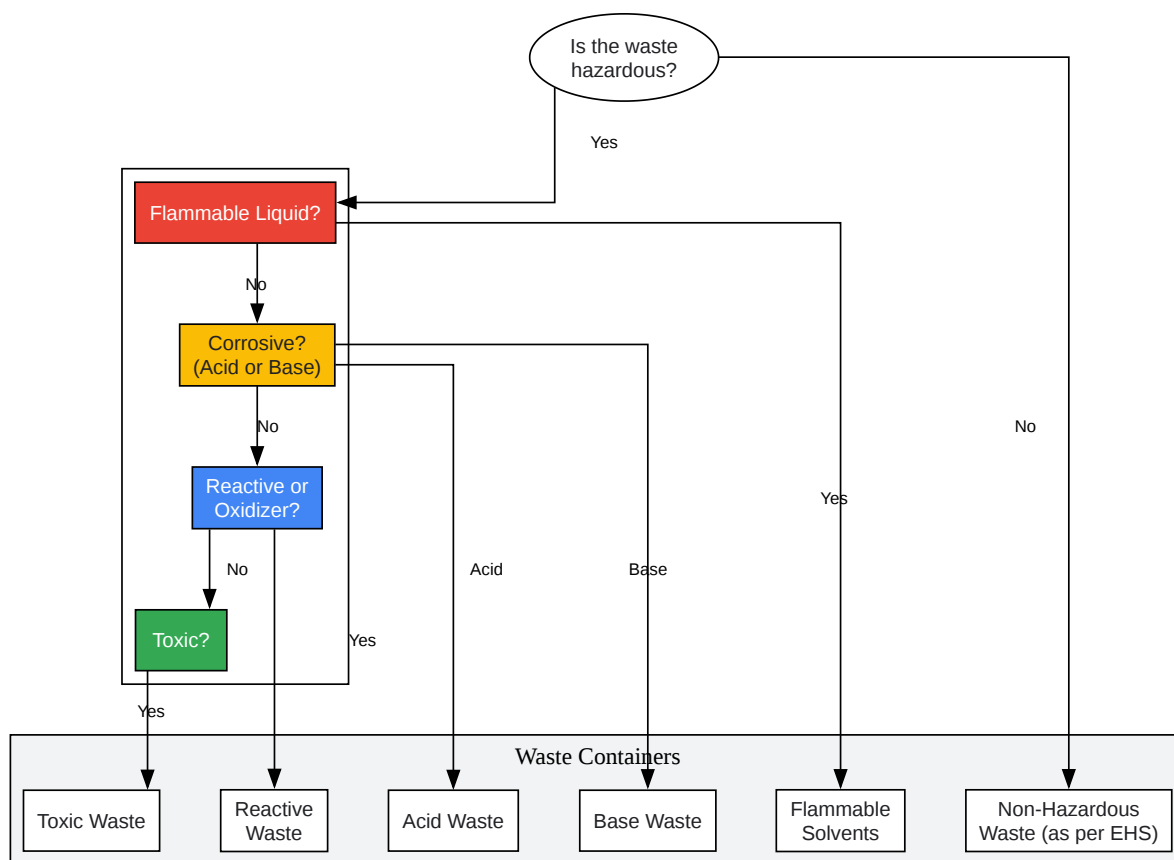 Is the waste
hazardous?
Yes
Flammable Liquid?
No
Corrosive?
(Acid or Base)
No
No
Reactive or
Oxidizer?
Yes
No
Acid
Base
Toxic?
Yes
Yes
Waste Containers
Toxic Waste
Reactive
Waste
Acid Waste
Base Waste
Flammable
Solvents
Non-Hazardous
Waste (as per EHS)